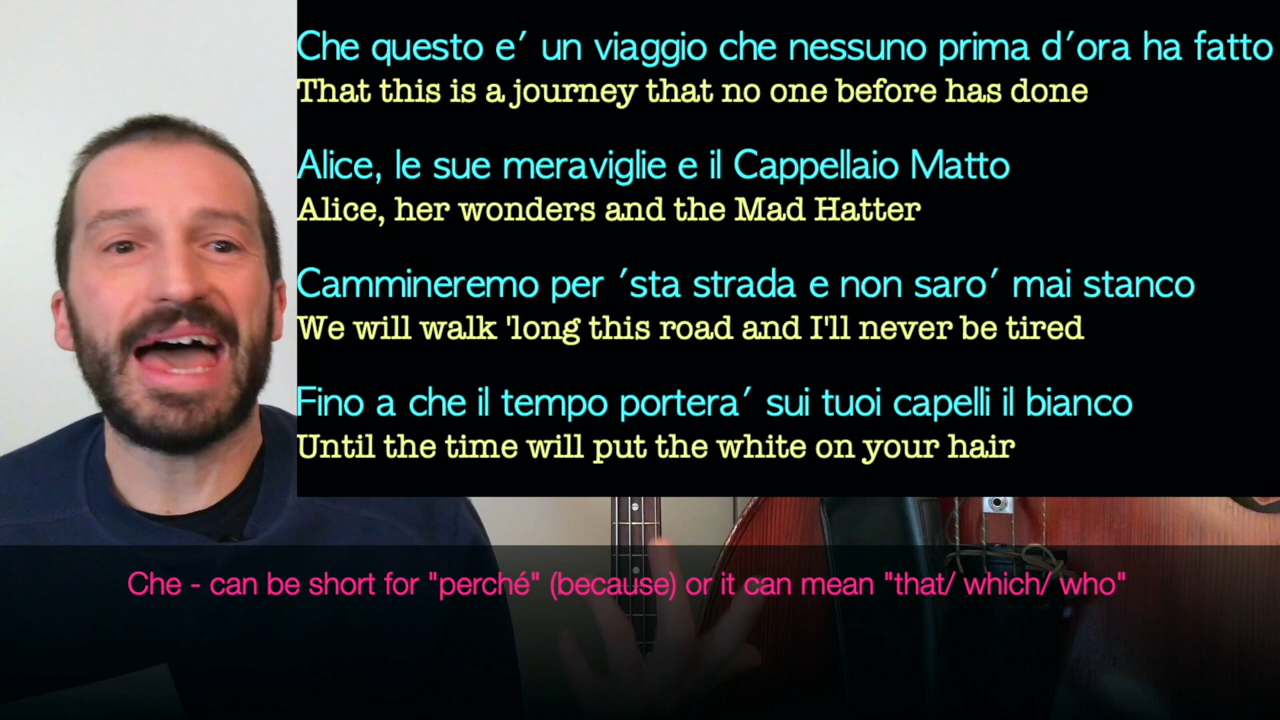 Che questo e´ un viaggio che nessuno prima d´ora ha fatto
That this is a journey that no one before has done
Alice, le sue meraviglie e il Cappellaio Matto
Alice, her wonders and the Mad Hatter
Cammineremo per ´sta strada e non saro´ mai stanco
We will walk 'long this road and I'll never be tired
Fino a che il tempo portera´ sui tuoi capelli il bianco
Until the time will put the white on your hair
Che - can be short for "perché" (because) or it can mean "that/ which/ who"